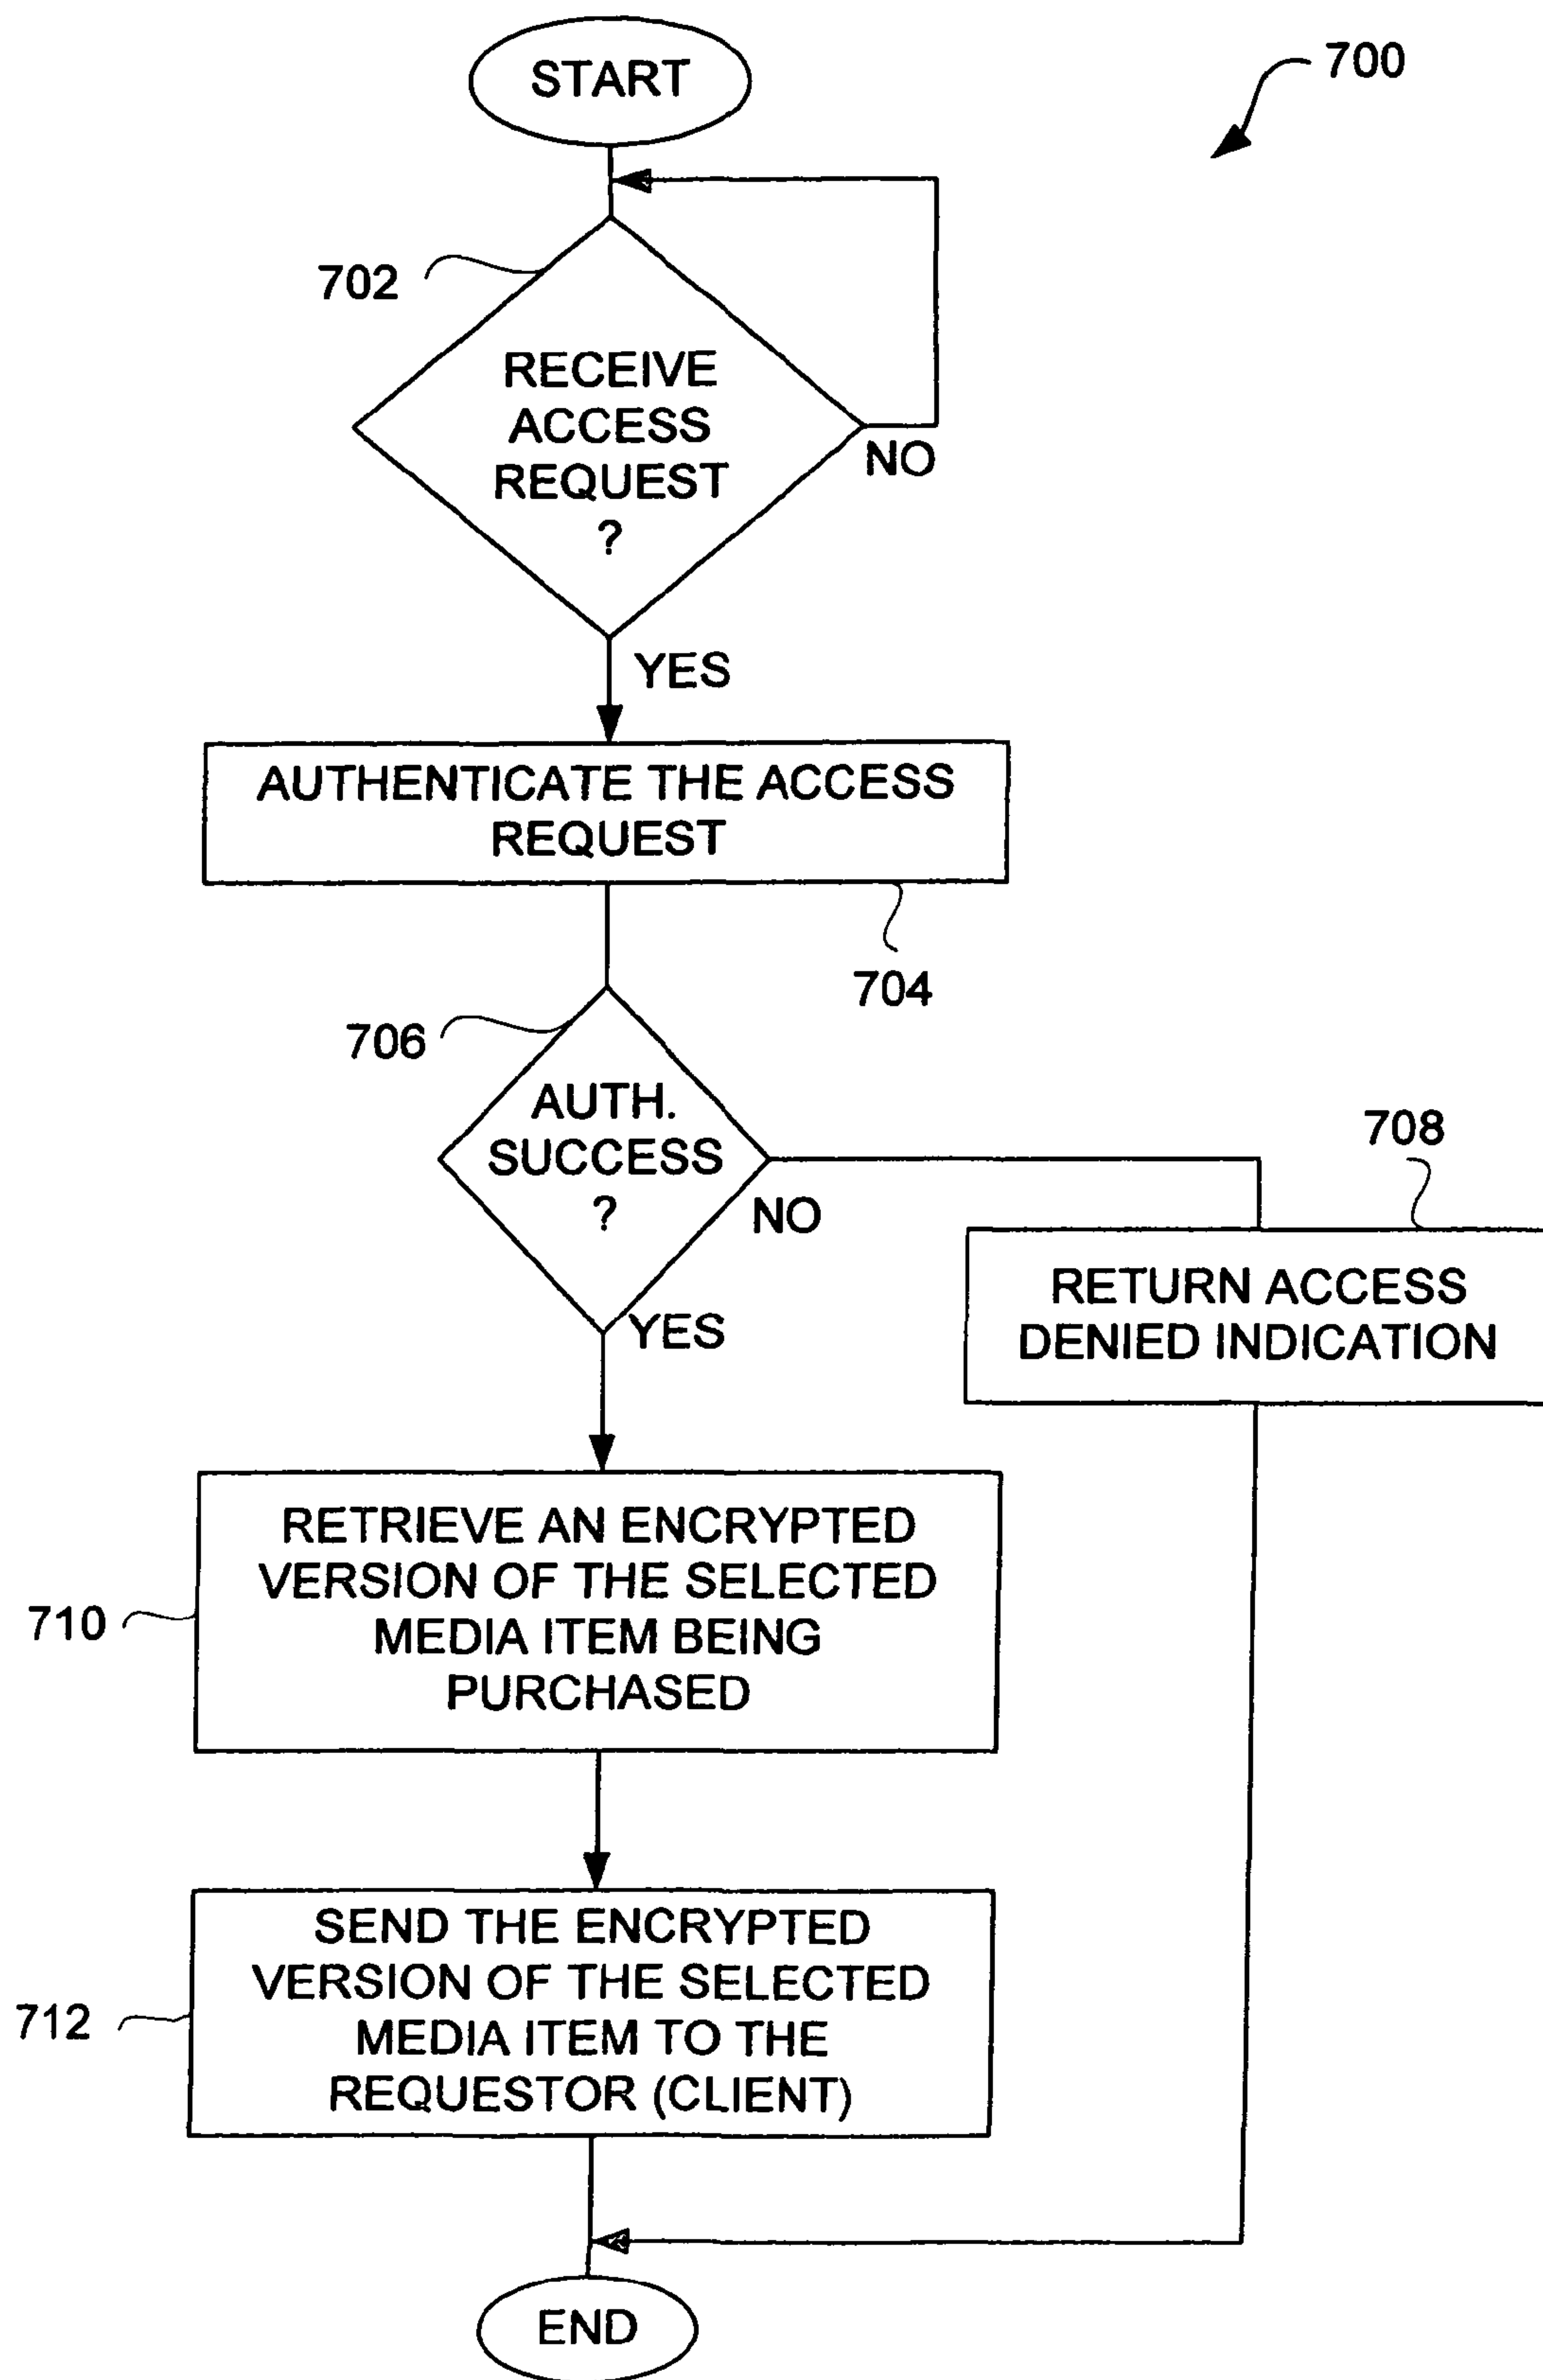 START
700
702
RECEIVE
ACCESS
REQUEST
?
NO
YES
AUTHENTICATE THE ACCESS
REQUEST
704
706
AUTH.
SUCCESS
?
NO
YES
708
RETURN ACCESS
DENIED INDICATION
710
RETRIEVE AN ENCRYPTED
VERSION OF THE SELECTED
MEDIA ITEM BEING
PURCHASED
712
SEND THE ENCRYPTED
VERSION OF THE SELECTED
MEDIA ITEM TO THE
REQUESTOR (CLIENT)
END